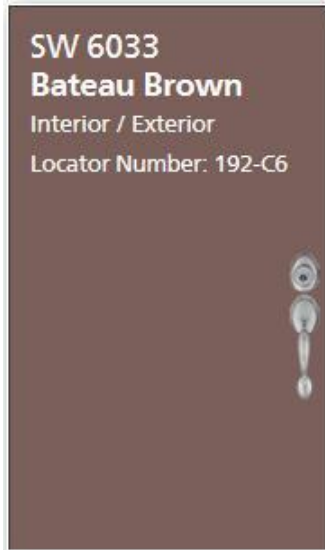 SW 6033
Bateau Brown
Interior / Exterior
Locator Number: 192-C6